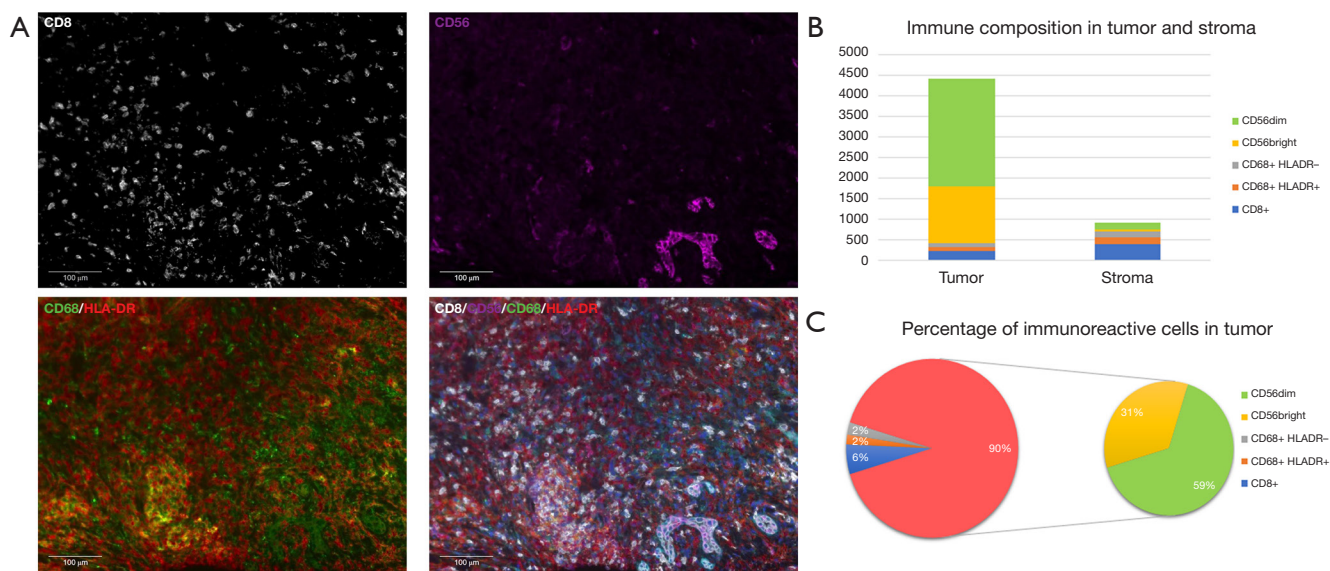 A
CD8
100 μm
CD56
100 μm
CD68/HLA-DR
100 μm
CD8/CD56/CD68/HLA-DR
100 μm
B
Immune composition in tumor and stroma
5000
4500
4000
3500
3000
2500
2000
1500
1000
500
0
Tumor
Stroma
CD56dim
CD56bright
CD68+ HLADR–
CD68+ HLADR+
CD8+
C
Percentage of immunoreactive cells in tumor
2%
2%
6%
90%
31%
59%
CD56dim
CD56bright
CD68+ HLADR–
CD68+ HLADR+
CD8+